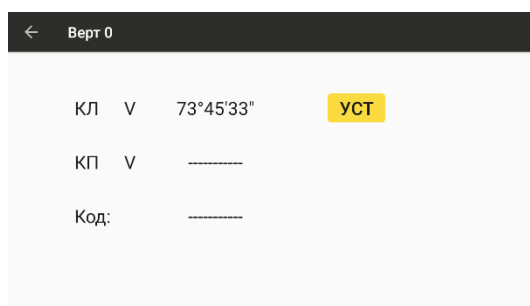 ← Верт 0
КЛ V 73°45'33" УСТ
КП V -----------
Код: -----------